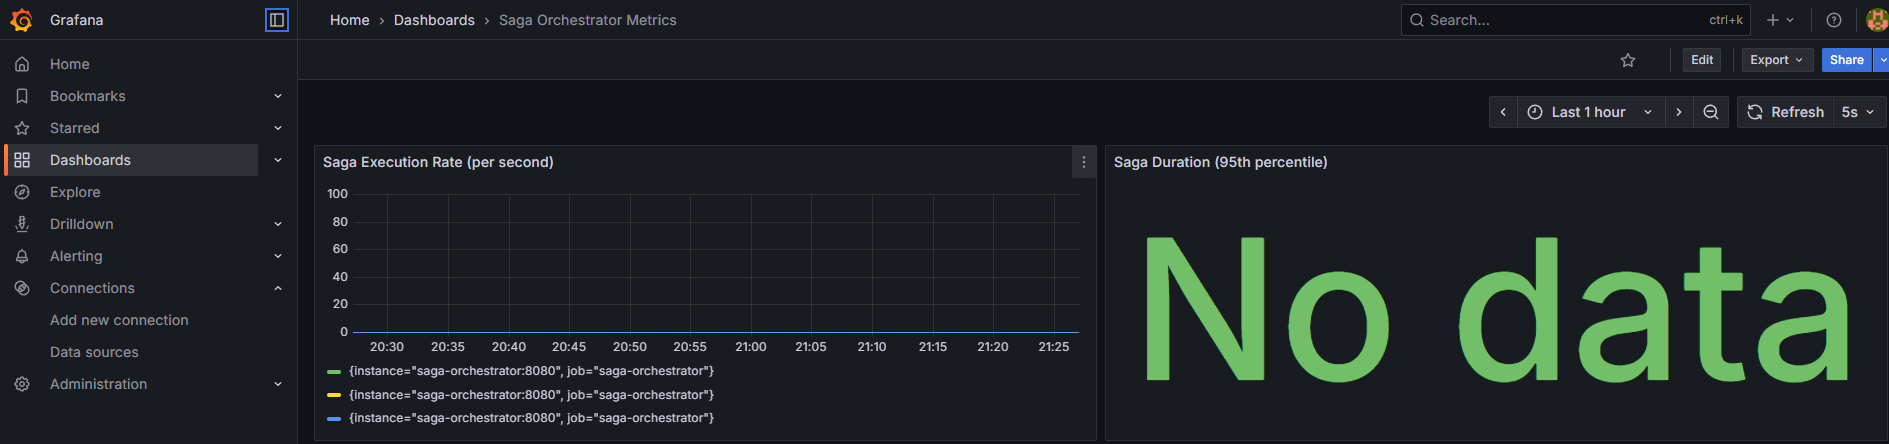 Grafana
Home › Dashboards › Saga Orchestrator Metrics
Search...
ctrl+k
Home
Bookmarks
Starred
Dashboards
Explore
Drilldown
Alerting
Connections
Add new connection
Data sources
Administration
Edit
Export
Share
Last 1 hour
Refresh
5s
Saga Execution Rate (per second)
100
80
60
40
20
0
20:30 20:35 20:40 20:45 20:50 20:55 21:00 21:05 21:10 21:15 21:20 21:25
{instance="saga-orchestrator:8080", job="saga-orchestrator"}
{instance="saga-orchestrator:8080", job="saga-orchestrator"}
{instance="saga-orchestrator:8080", job="saga-orchestrator"}
Saga Duration (95th percentile)
No data